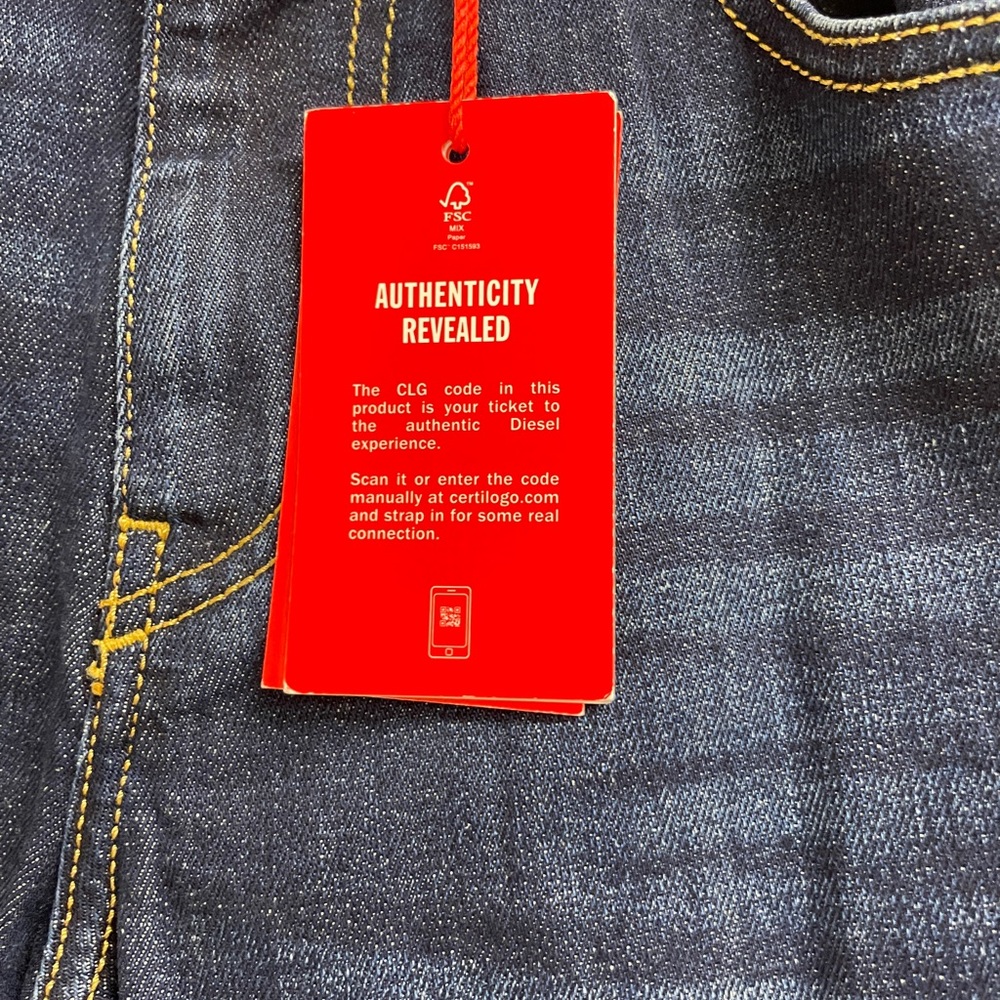 FSC
MIX
Paper
FSC™ C151593
AUTHENTICITY
REVEALED
The CLG code in this
product is your ticket to
the authentic Diesel
experience.
Scan it or enter the code
manually at certilogo.com
and strap in for some real
connection.